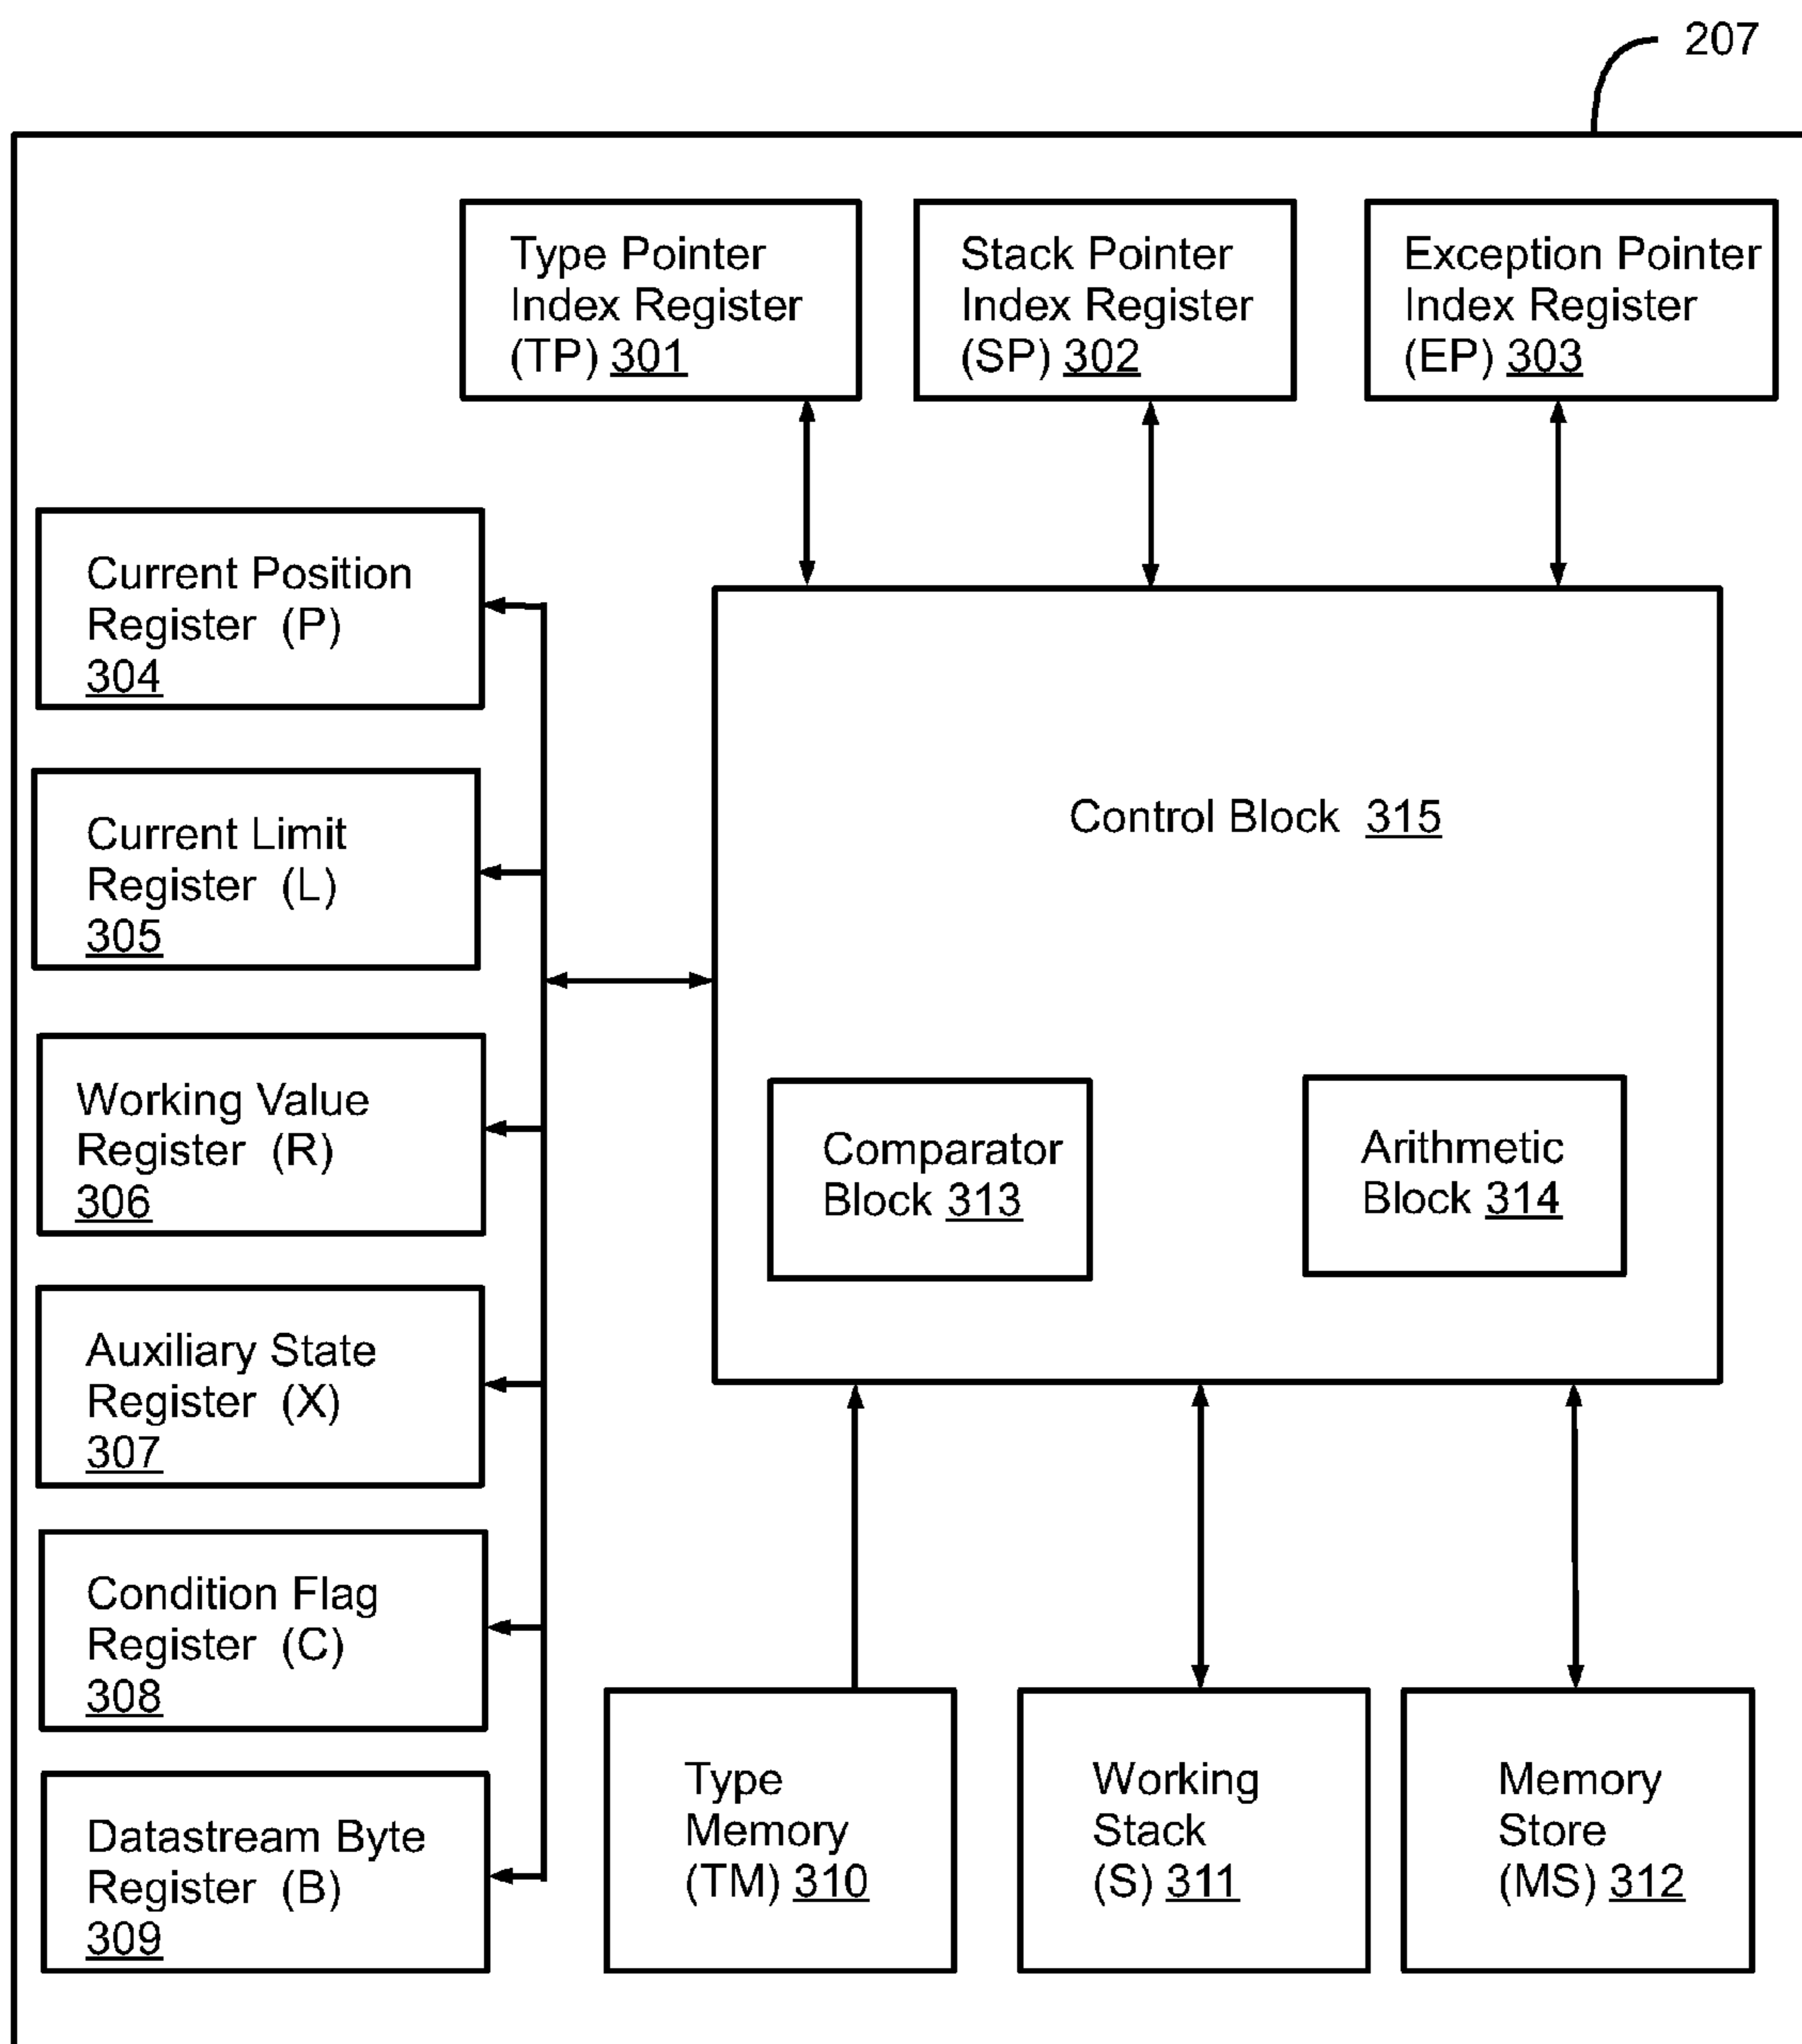 207
Type Pointer
Index Register
(TP) 301
Stack Pointer
Index Register
(SP) 302
Exception Pointer
Index Register
(EP) 303
Current Position
Register (P)
304
Current Limit
Register (L)
305
Working Value
Register (R)
306
Auxiliary State
Register (X)
307
Condition Flag
Register (C)
308
Datastream Byte
Register (B)
309
Control Block 315
Comparator
Block 313
Arithmetic
Block 314
Type
Memory
(TM) 310
Working
Stack
(S) 311
Memory
Store
(MS) 312